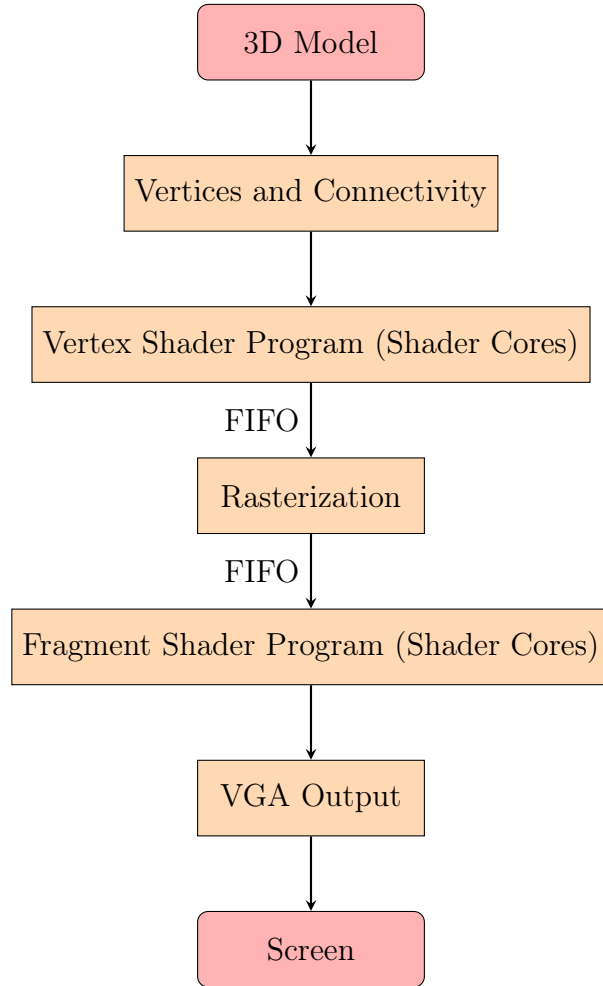 3D Model
Vertices and Connectivity
Vertex Shader Program (Shader Cores)
FIFO
Rasterization
FIFO
Fragment Shader Program (Shader Cores)
VGA Output
Screen